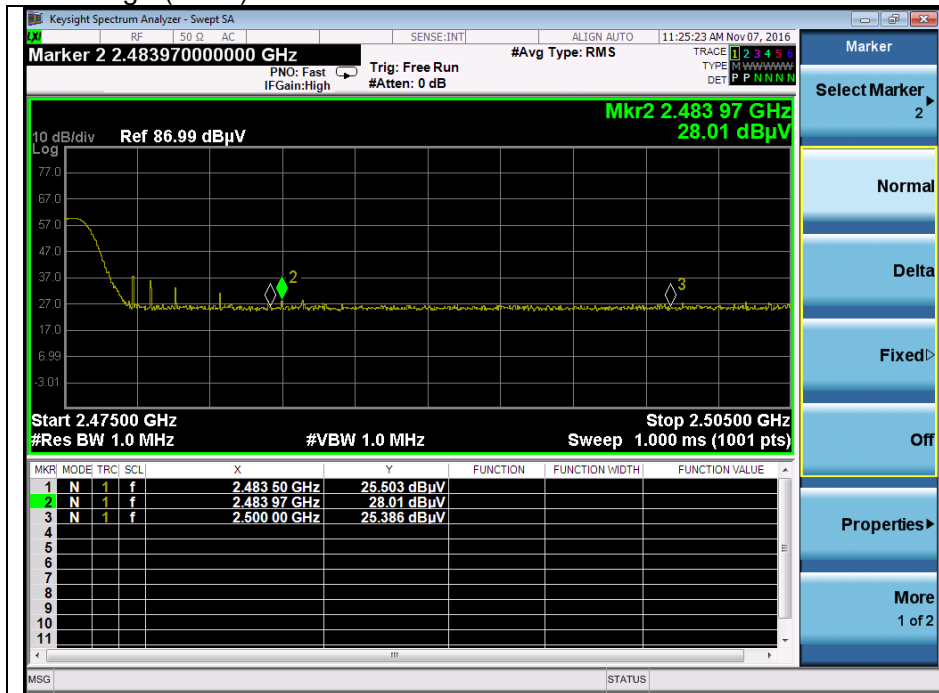 Keysight Spectrum Analyzer - Swept SA
LXI RF 50 Ω AC SENSE:INT ALIGN AUTO 11:25:23 AM Nov 07, 2016
Marker 2 2.483970000000 GHz
PNO: Fast
IFGain:High
Trig: Free Run
#Atten: 0 dB
#Avg Type: RMS
TRACE 1 2 3 4 5 6
TYPE M W W W W W
DET P P N N N N
Mkr2 2.483 97 GHz
28.01 dBµV
10 dB/div Ref 86.99 dBµV
Log
77.0
67.0
57.0
47.0
37.0
27.0
17.0
6.99
-3.01
2
3
Start 2.47500 GHz Stop 2.50500 GHz
#Res BW 1.0 MHz #VBW 1.0 MHz Sweep 1.000 ms (1001 pts)
MKR MODE TRC SCL X Y FUNCTION FUNCTION WIDTH FUNCTION VALUE
1 N 1 f 2.483 50 GHz 25.503 dBµV
2 N 1 f 2.483 97 GHz 28.01 dBµV
3 N 1 f 2.500 00 GHz 25.386 dBµV
4
5
6
7
8
9
10
11
MSG STATUS
Marker
Select Marker
2
Normal
Delta
Fixed
Off
Properties
More
1 of 2